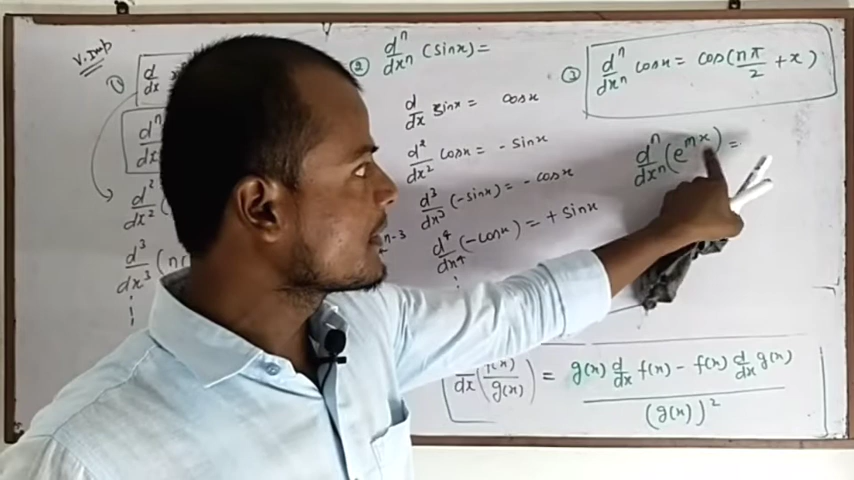 V.Imp
①
d/dx x
dⁿ/dx
d²/dx² (
d³/dx³ (n
n-3
② dⁿ/dxⁿ (sinx) =
d/dx sinx = cosx
d²/dx² cosx = - sinx
d³/dx³ (-sinx) = - cosx
d⁴/dx⁴ (-cosx) = + sinx
③ dⁿ/dxⁿ cosx = cos(nπ/2 + x)
dⁿ/dxⁿ (e^mx) =
d/dx (f(x)/g(x)) = g(x) d/dx f(x) - f(x) d/dx g(x) / (g(x))²